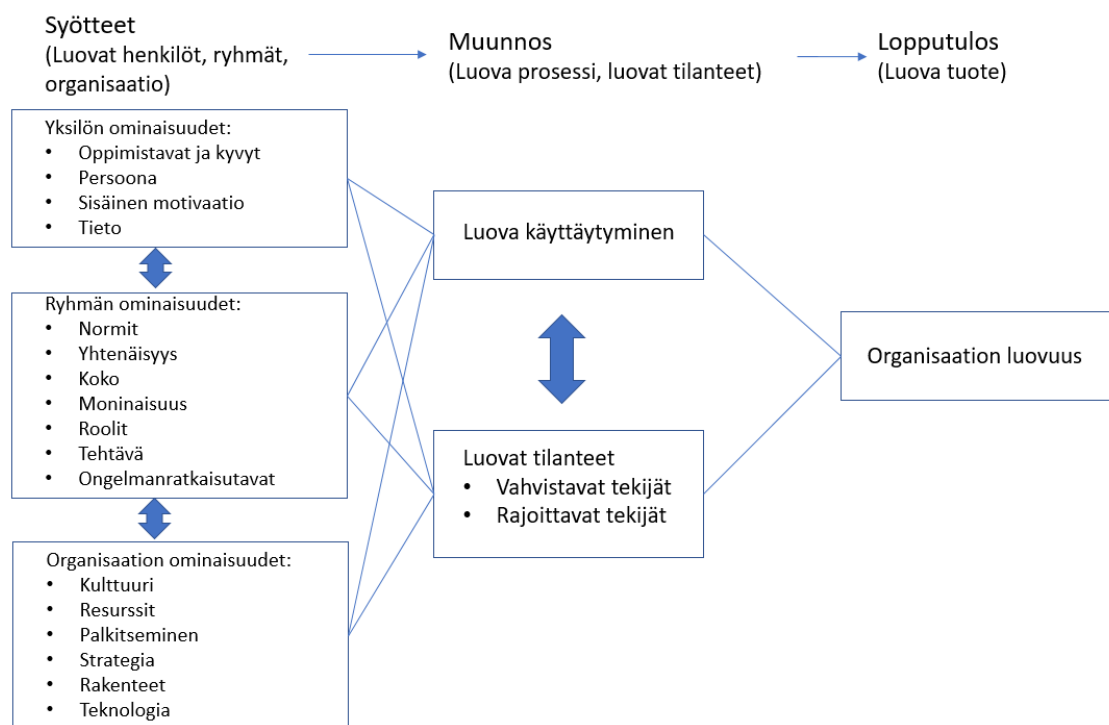 Syötteet
(Luovat henkilöt, ryhmät,
organisaatio)
Muunnos
(Luova prosessi, luovat tilanteet)
Lopputulos
(Luova tuote)
Yksilön ominaisuudet:
• Oppimistavat ja kyvyt
• Persoona
• Sisäinen motivaatio
• Tieto
Ryhmän ominaisuudet:
• Normit
• Yhtenäisyys
• Koko
• Moninaisuus
• Roolit
• Tehtävä
• Ongelmanratkaisutavat
Organisaation ominaisuudet:
• Kulttuuri
• Resurssit
• Palkitseminen
• Strategia
• Rakenteet
• Teknologia
Luova käyttäytyminen
Luovat tilanteet
• Vahvistavat tekijät
• Rajoittavat tekijät
Organisaation luovuus